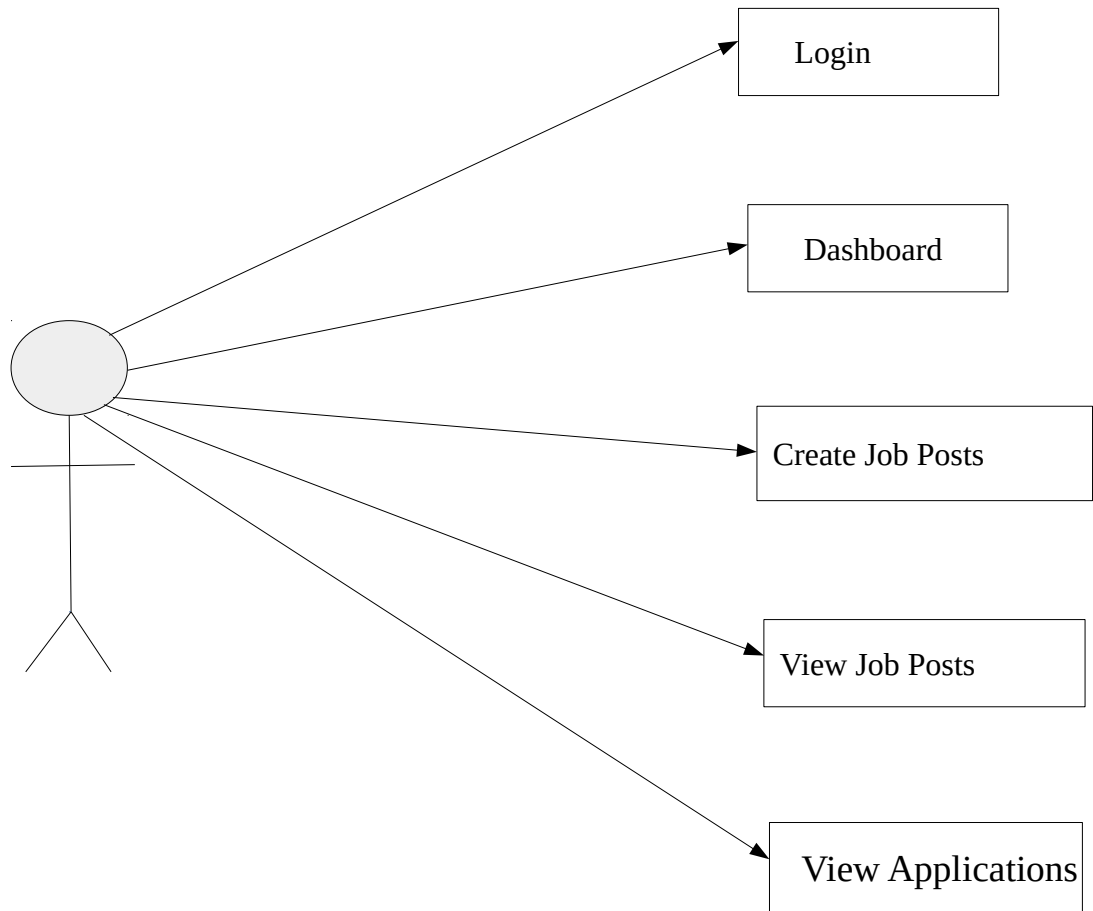 Login
Dashboard
Create Job Posts
View Job Posts
View Applications